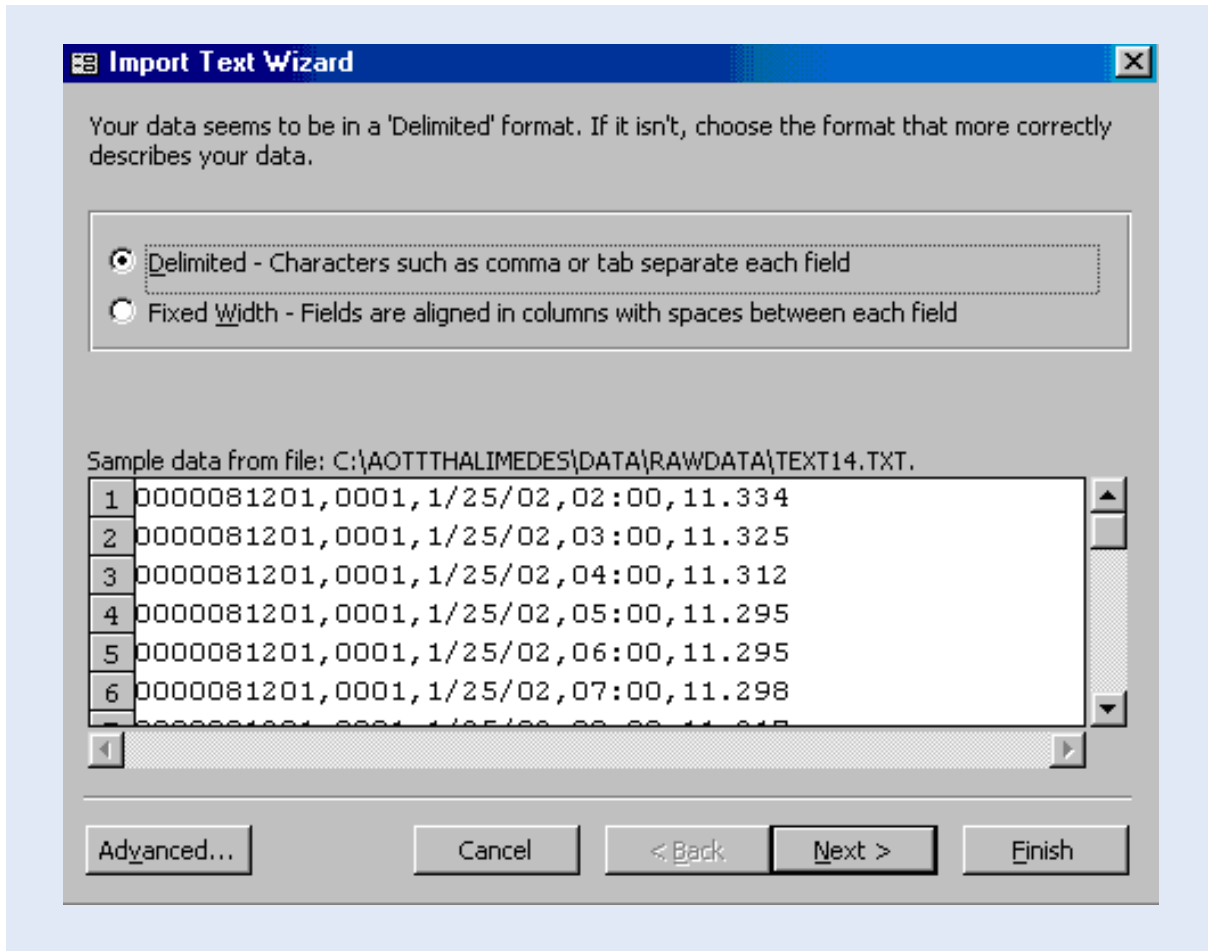 Import Text Wizard
Your data seems to be in a 'Delimited' format. If it isn't, choose the format that more correctly
describes your data.
Delimited - Characters such as comma or tab separate each field
Fixed Width - Fields are aligned in columns with spaces between each field
Sample data from file: C:\AOTTTHALIMEDES\DATA\RAWDATA\TEXT14.TXT.
1 0000081201,0001,1/25/02,02:00,11.334
2 0000081201,0001,1/25/02,03:00,11.325
3 0000081201,0001,1/25/02,04:00,11.312
4 0000081201,0001,1/25/02,05:00,11.295
5 0000081201,0001,1/25/02,06:00,11.295
6 0000081201,0001,1/25/02,07:00,11.298
Advanced... Cancel < Back Next > Finish